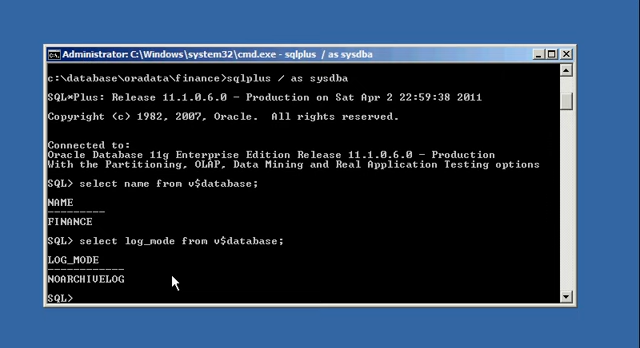 Administrator: C:\Windows\system32\cmd.exe - sqlplus / as sysdba
c:\database\oradata\finance>sqlplus / as sysdba
SQL*Plus: Release 11.1.0.6.0 - Production on Sat Apr 2 22:59:38 2011
Copyright (c) 1982, 2007, Oracle.  All rights reserved.
Connected to:
Oracle Database 11g Enterprise Edition Release 11.1.0.6.0 - Production
With the Partitioning, OLAP, Data Mining and Real Application Testing options
SQL> select name from v$database;
NAME
---------
FINANCE
SQL> select log_mode from v$database;
LOG_MODE
------------
NOARCHIVELOG
SQL>